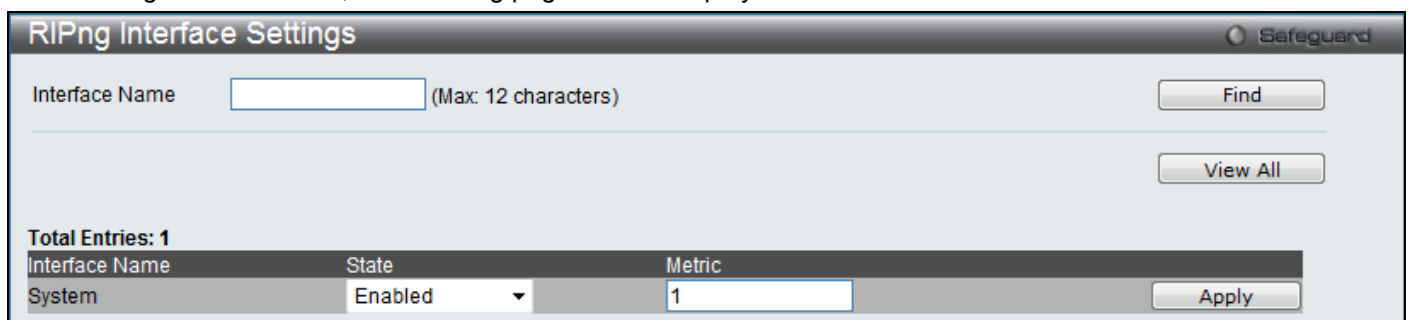 RIPng Interface Settings Safeguard
Interface Name (Max: 12 characters) Find
View All
Total Entries: 1
Interface Name State Metric
System Enabled 1 Apply